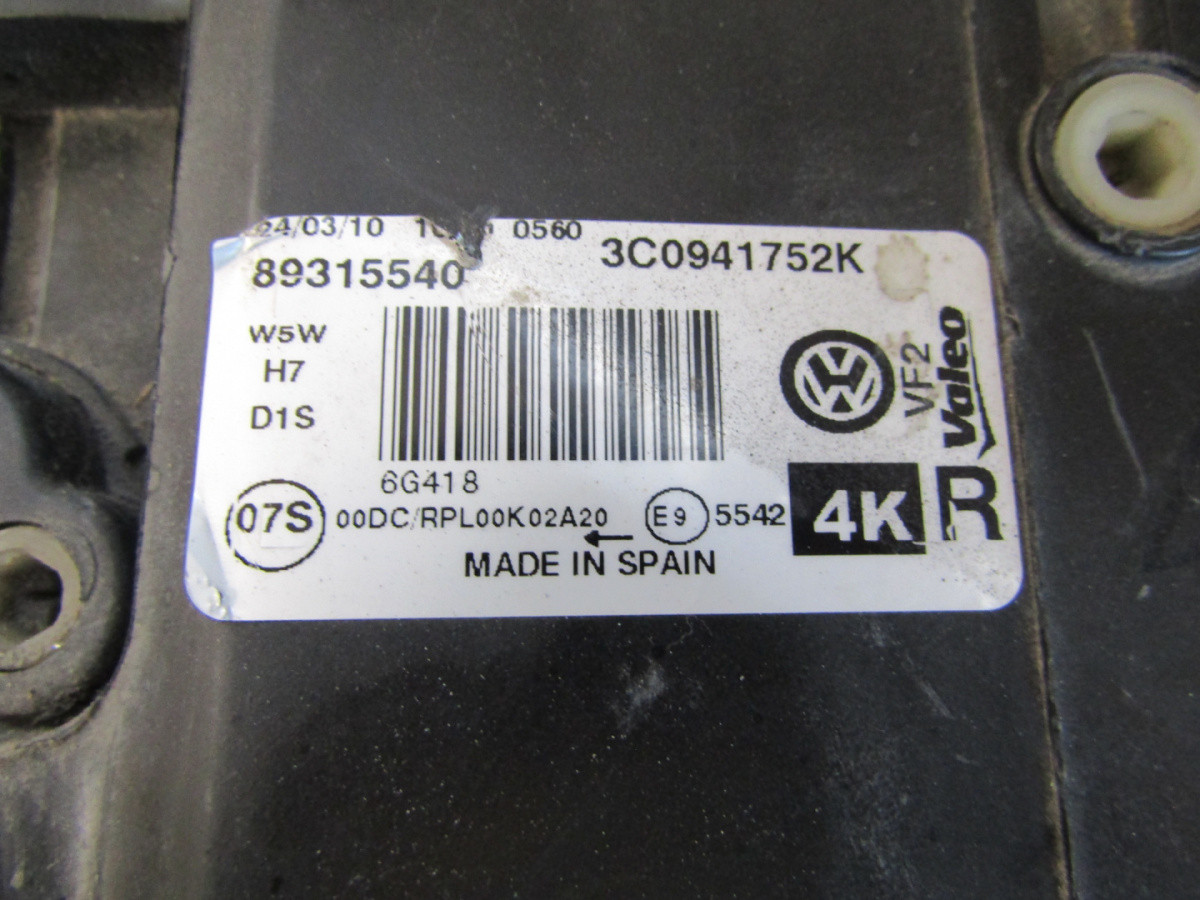 24/03/10 0560
3C0941752K
89315540
W5W
H7
D1S
6G418
VF2
Valeo
07S 00DC/RPL00K02A20 E9 5542
4K R
MADE IN SPAIN